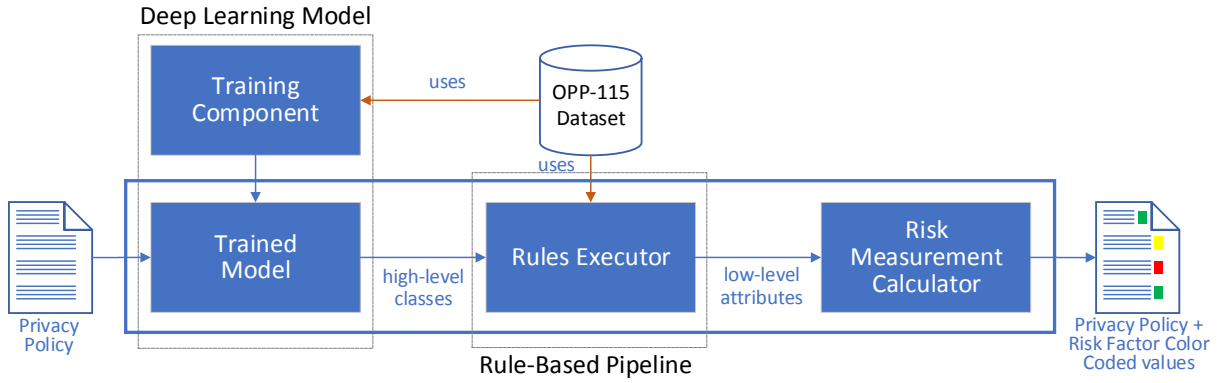 Deep Learning Model
Training
Component
uses
OPP-115
Dataset
uses
Trained
Model
high-level
classes
Rules Executor
low-level
attributes
Risk
Measurement
Calculator
Privacy
Policy
Privacy Policy +
Risk Factor Color
Coded values
Rule-Based Pipeline